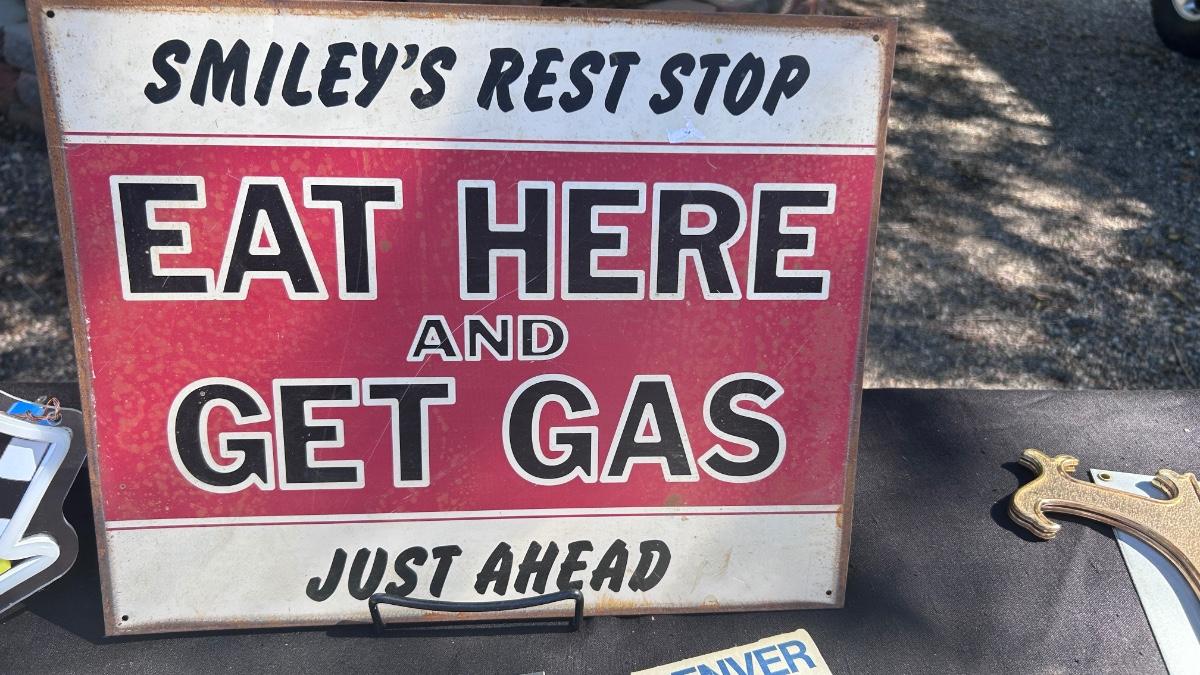 SMILEY'S REST STOP
EAT HERE
AND
GET GAS
JUST AHEAD